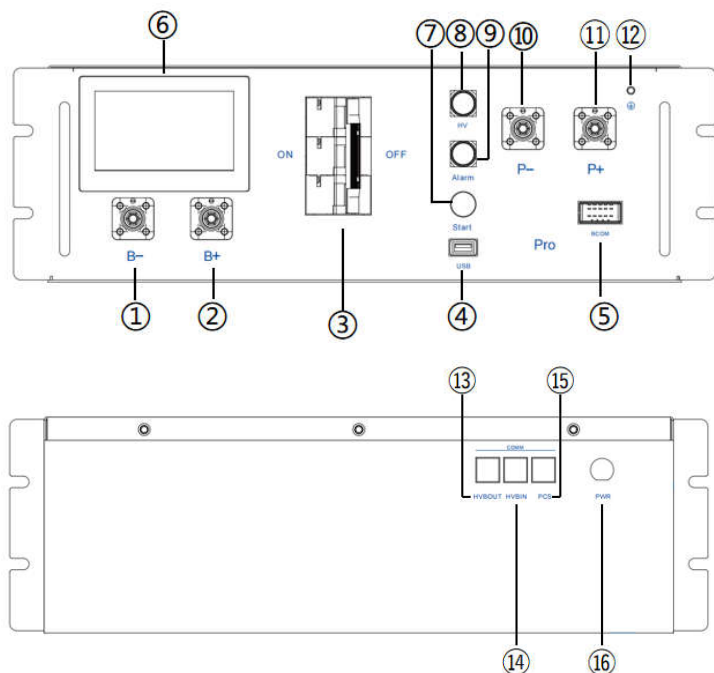 ⑥ ⑦ ⑧ ⑨ ⑩ ⑪ ⑫
HV
ON OFF
Alarm
P- P+
Start
BCOM
B- B+
Pro
USB
① ② ③ ④ ⑤
⑬ ⑮
COMM
HVBOUT HVBIN PCS PWR
⑭ ⑯